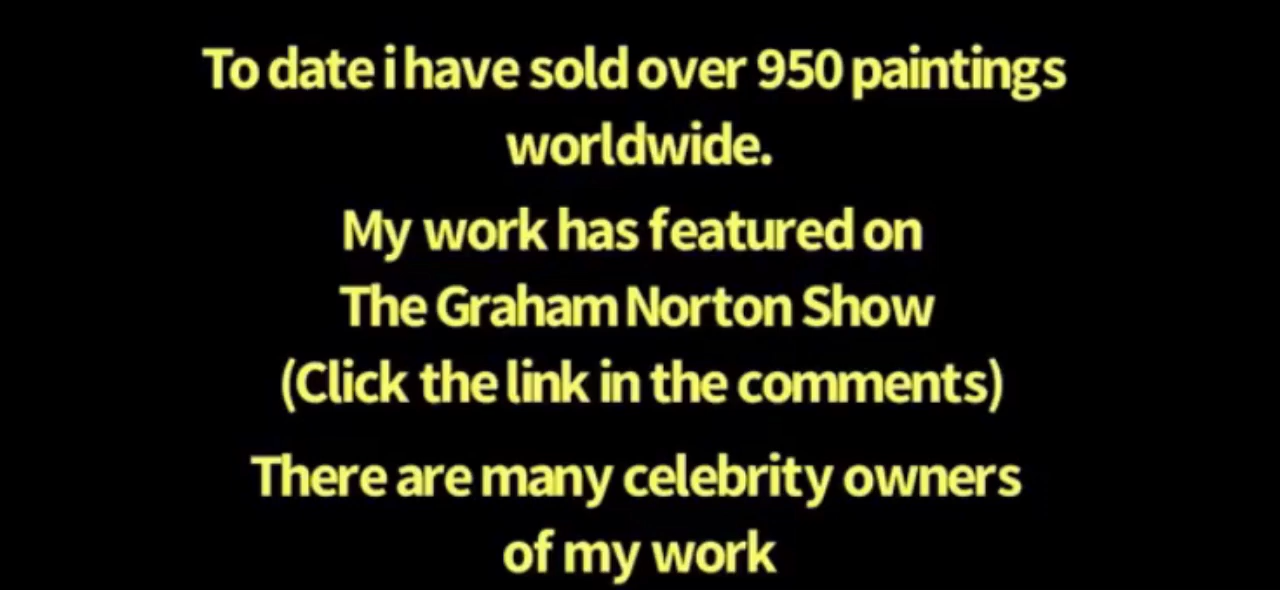 To date i have sold over 950 paintings
worldwide.
My work has featured on
The Graham Norton Show
(Click the link in the comments)
There are many celebrity owners
of my work